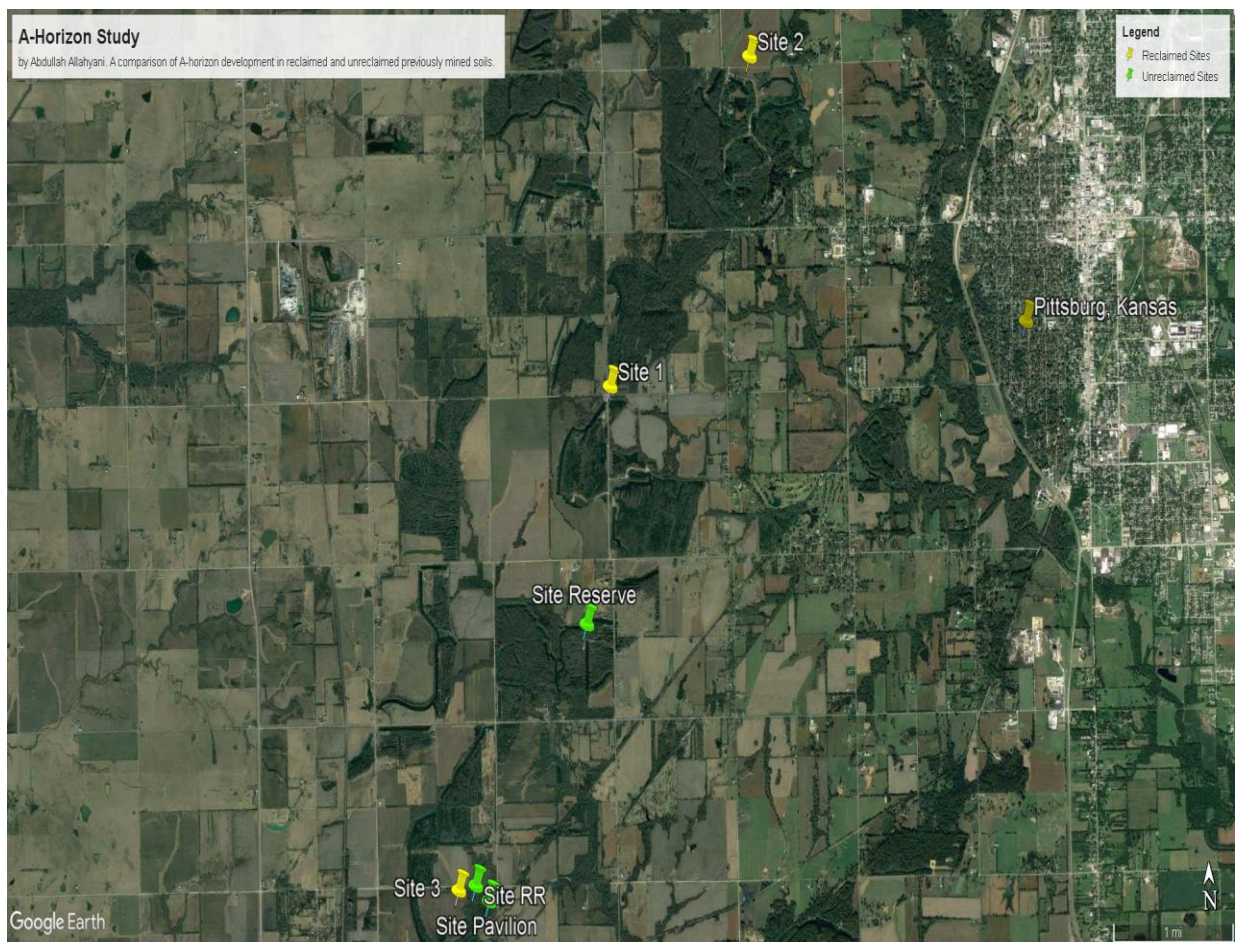 A-Horizon Study
by Abdullah Allahyani. A comparison of A-horizon development in reclaimed and unreclaimed previously mined soils.
Legend
Reclaimed Sites
Unreclaimed Sites
Site 2
Pittsburg, Kansas
Site 1
Site Reserve
Site 3
Site RR
Site Pavilion
Google Earth
N
1 mi